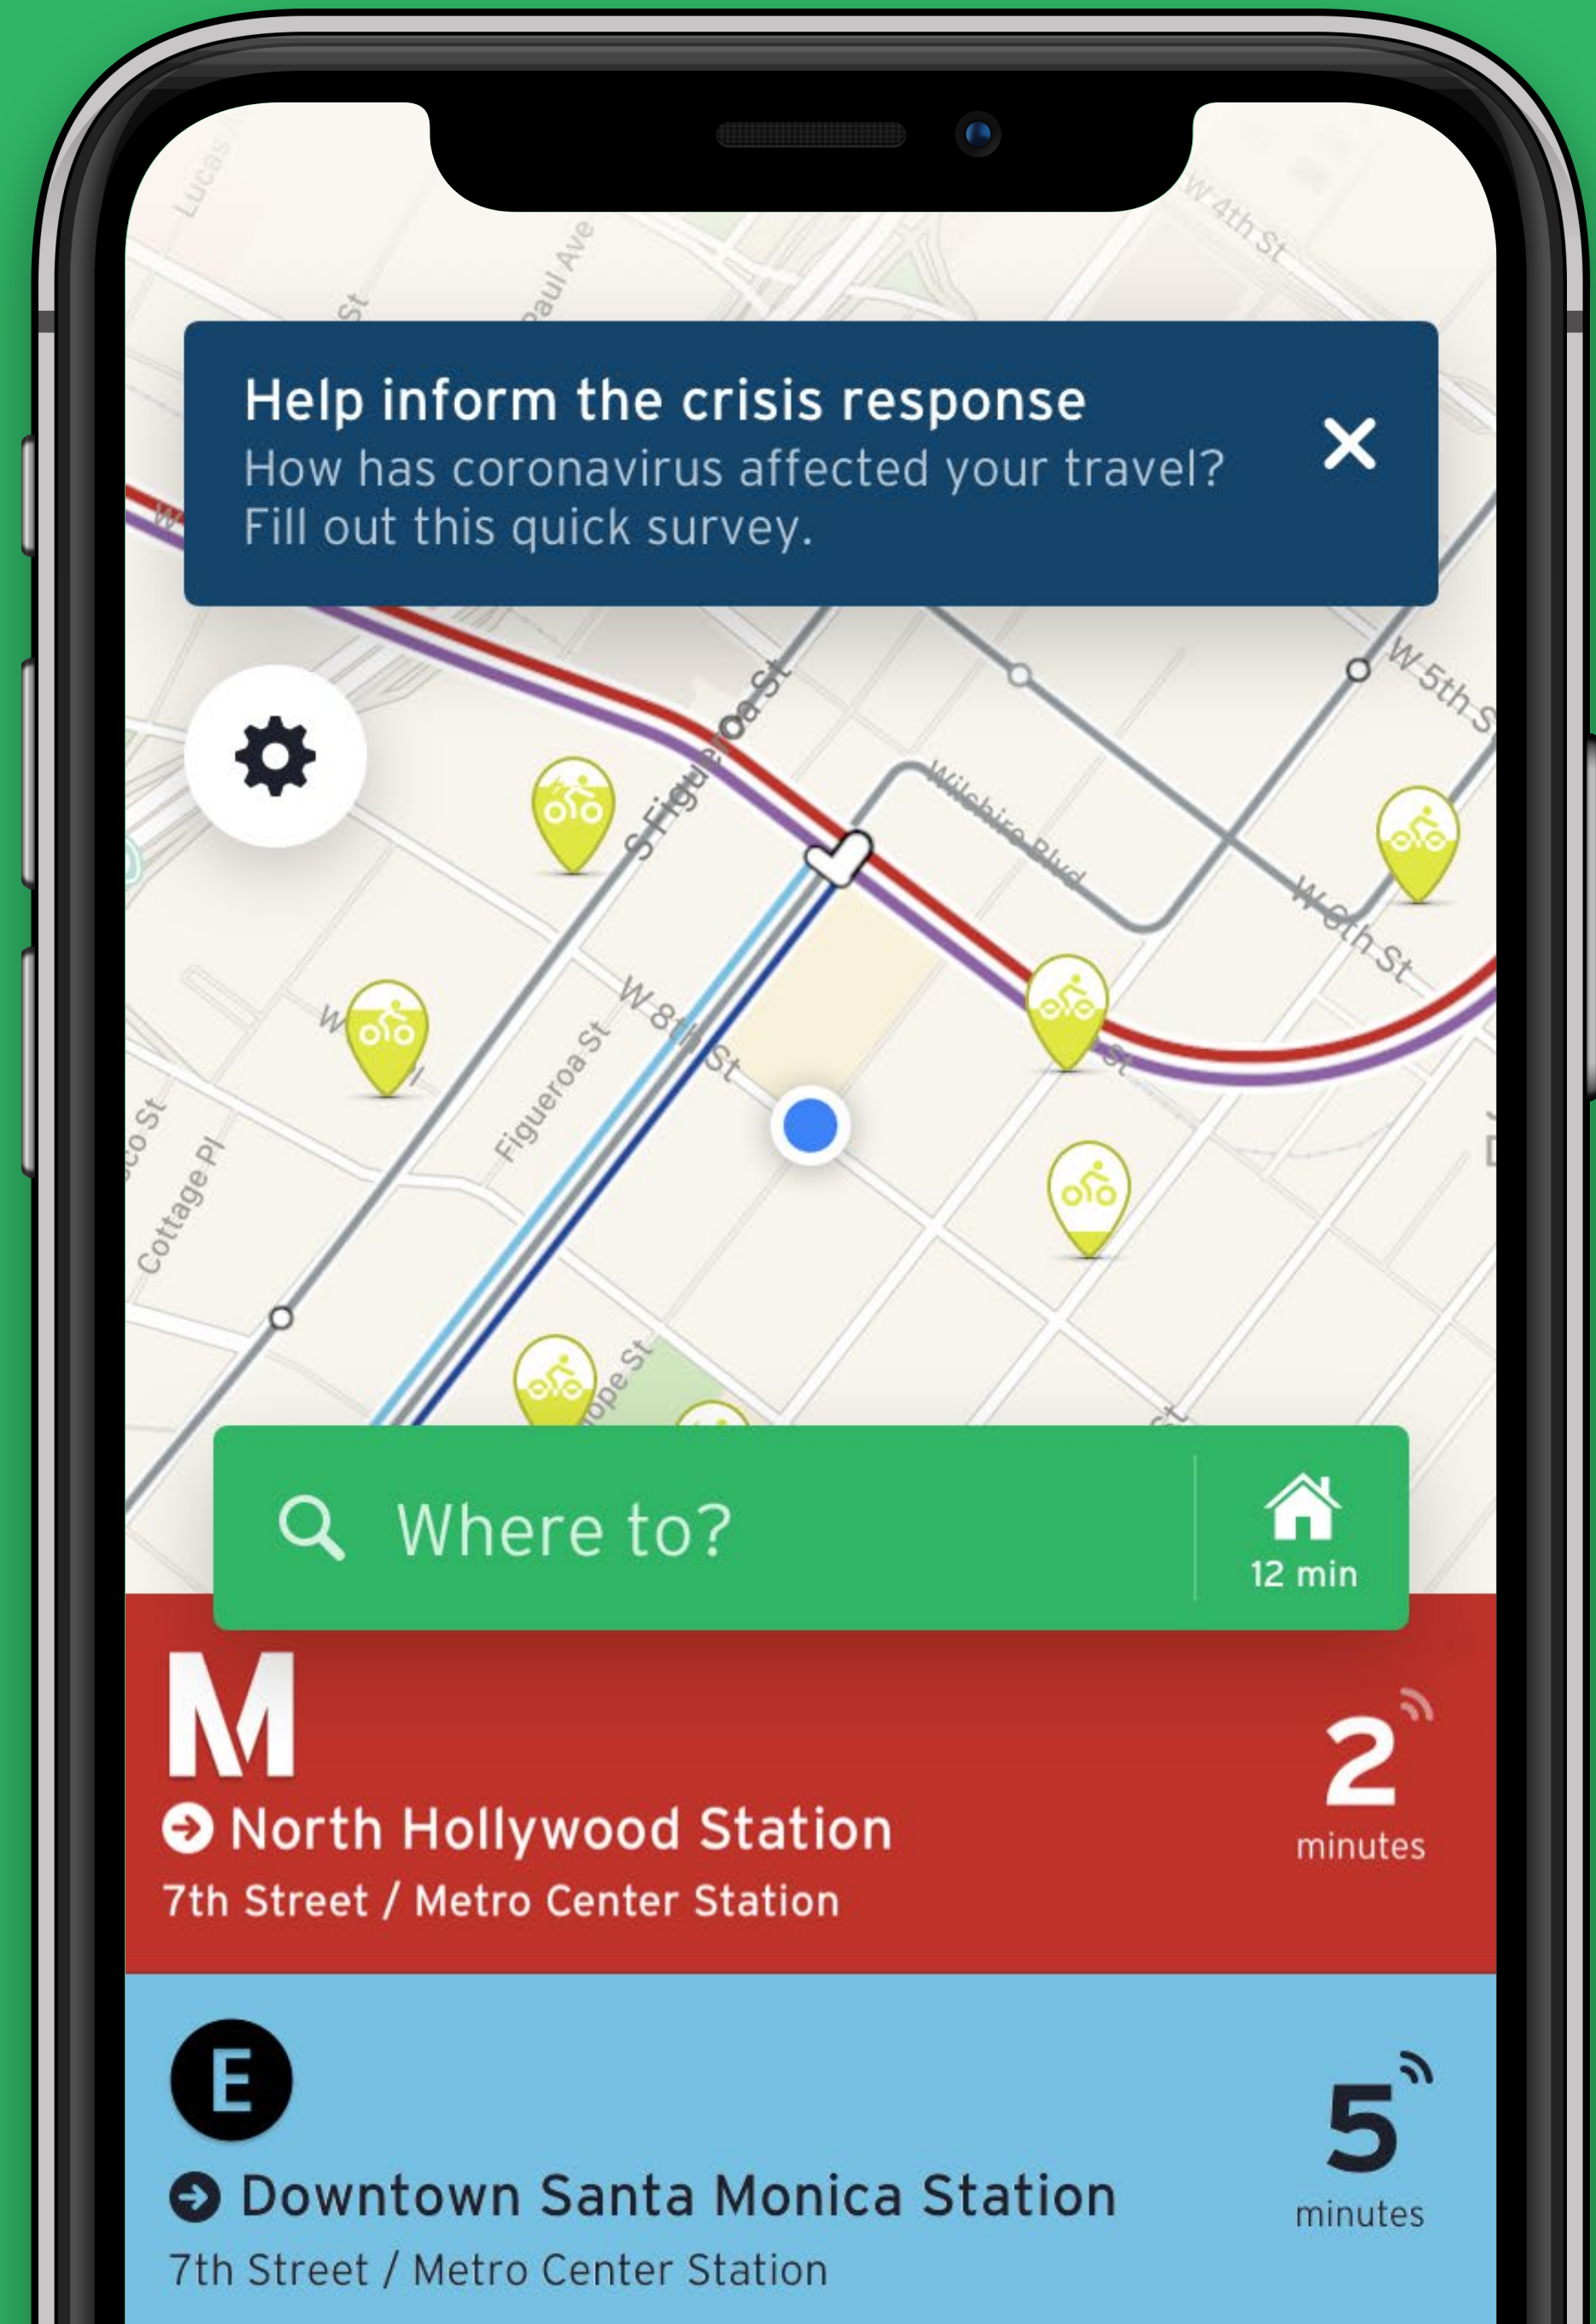 Lucas
W 4th St
Paul Ave
St
Help inform the crisis response
How has coronavirus affected your travel?
Fill out this quick survey.
W
W 5th S
S Figueroa St
Wilshire Blvd
W 6th St
W 8th St
W
St
Figueroa St
Cottage Pl
St
Where to?
12 min
M
North Hollywood Station
7th Street / Metro Center Station
2
minutes
E
Downtown Santa Monica Station
7th Street / Metro Center Station
5
minutes